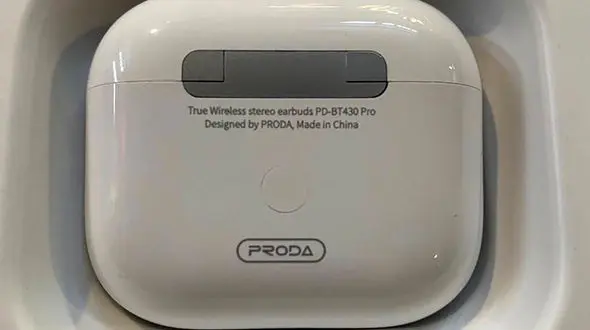 True Wireless stereo earbuds PD-BT430 Pro
Designed by PRODA, Made in China
PRODA